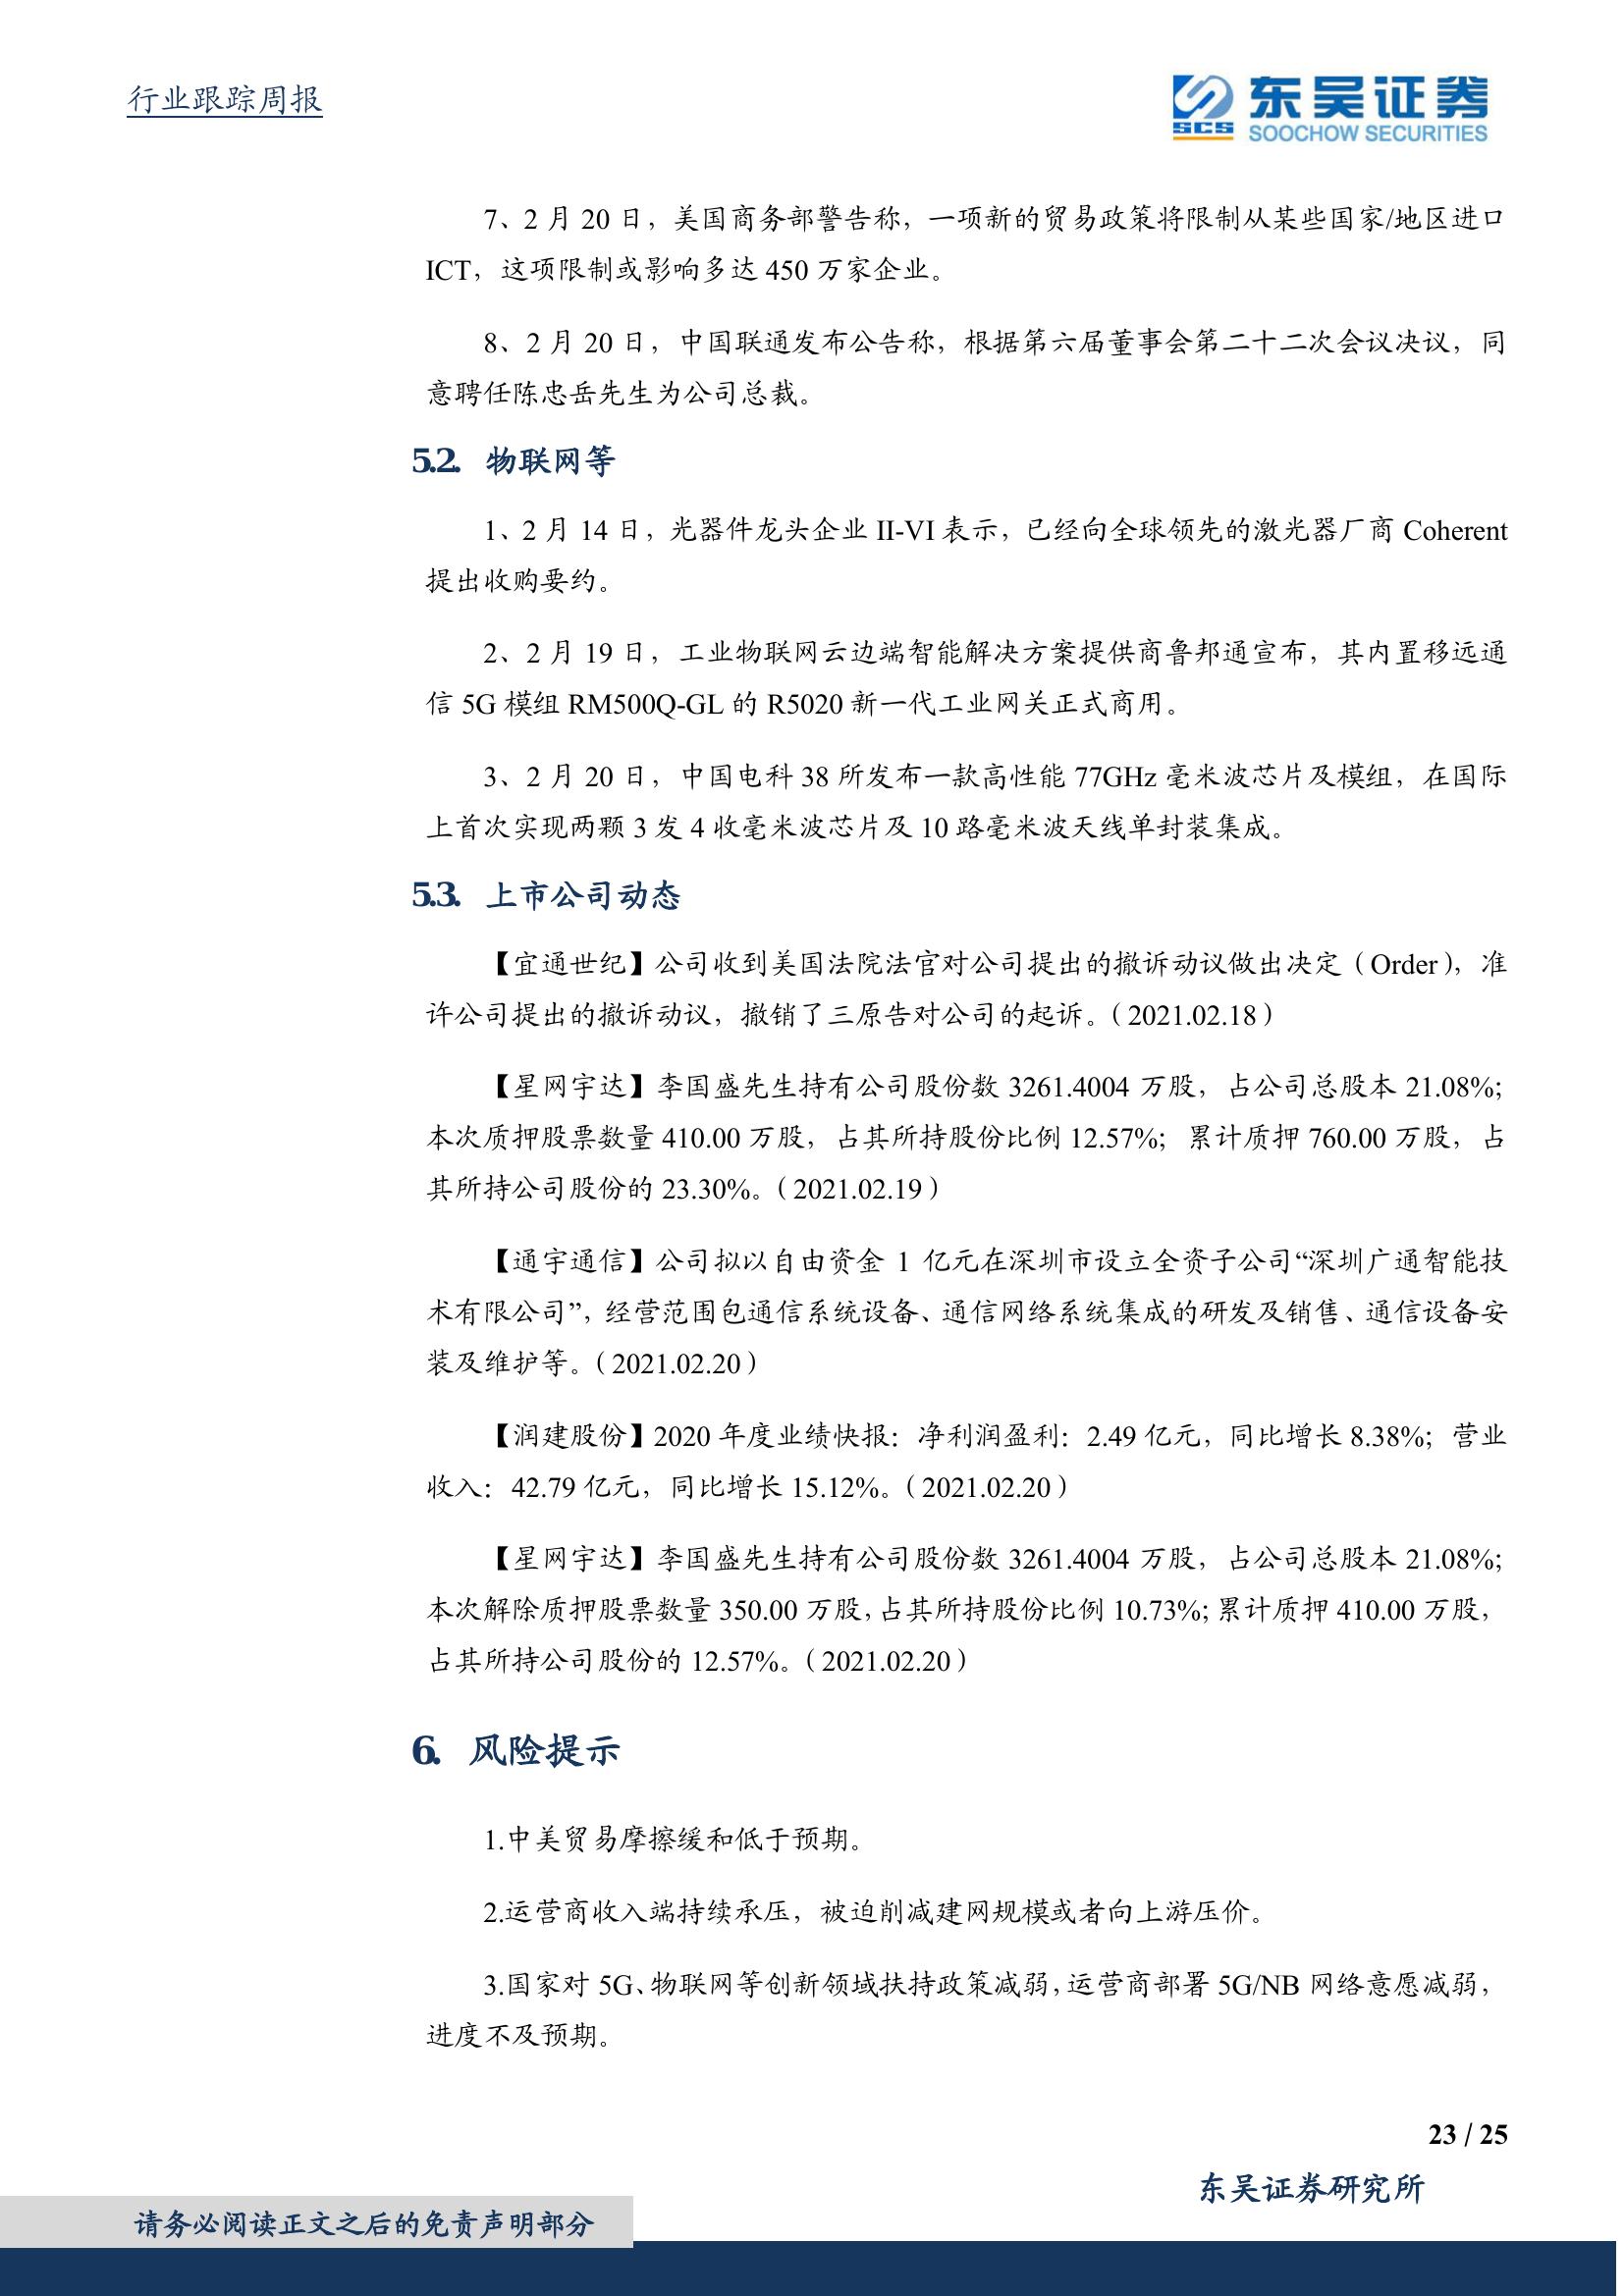 行业跟踪周报
东吴证券
SCS
SOOCHOW SECURITIES
7、2 月 20 日，美国商务部警告称，一项新的贸易政策将限制从某些国家/地区进口
ICT，这项限制或影响多达 450 万家企业。
8、2 月 20 日，中国联通发布公告称，根据第六届董事会第二十二次会议决议，同
意聘任陈忠岳先生为公司总裁。
5.2. 物联网等
1、2 月 14 日，光器件龙头企业 II-VI 表示，已经向全球领先的激光器厂商 Coherent
提出收购要约。
2、2 月 19 日，工业物联网云边端智能解决方案提供商鲁邦通宣布，其内置移远通
信 5G 模组 RM500Q-GL 的 R5020 新一代工业网关正式商用。
3、2 月 20 日，中国电科 38 所发布一款高性能 77GHz 毫米波芯片及模组，在国际
上首次实现两颗 3 发 4 收毫米波芯片及 10 路毫米波天线单封装集成。
5.3. 上市公司动态
【宜通世纪】公司收到美国法院法官对公司提出的撤诉动议做出决定（Order），准
许公司提出的撤诉动议，撤销了三原告对公司的起诉。（2021.02.18）
【星网宇达】李国盛先生持有公司股份数 3261.4004 万股，占公司总股本 21.08%；
本次质押股票数量 410.00 万股，占其所持股份比例 12.57%；累计质押 760.00 万股，占
其所持公司股份的 23.30%。（2021.02.19）
【通宇通信】公司拟以自由资金 1 亿元在深圳市设立全资子公司“深圳广通智能技
术有限公司”，经营范围包通信系统设备、通信网络系统集成的研发及销售、通信设备安
装及维护等。（2021.02.20）
【润建股份】2020 年度业绩快报：净利润盈利：2.49 亿元，同比增长 8.38%；营业
收入：42.79 亿元，同比增长 15.12%。（2021.02.20）
【星网宇达】李国盛先生持有公司股份数 3261.4004 万股，占公司总股本 21.08%；
本次解除质押股票数量 350.00 万股，占其所持股份比例 10.73%；累计质押 410.00 万股，
占其所持公司股份的 12.57%。（2021.02.20）
6. 风险提示
1.中美贸易摩擦缓和低于预期。
2.运营商收入端持续承压，被迫削减建网规模或者向上游压价。
3.国家对 5G、物联网等创新领域扶持政策减弱，运营商部署 5G/NB 网络意愿减弱，
进度不及预期。
23 / 25
东吴证券研究所
请务必阅读正文之后的免责声明部分